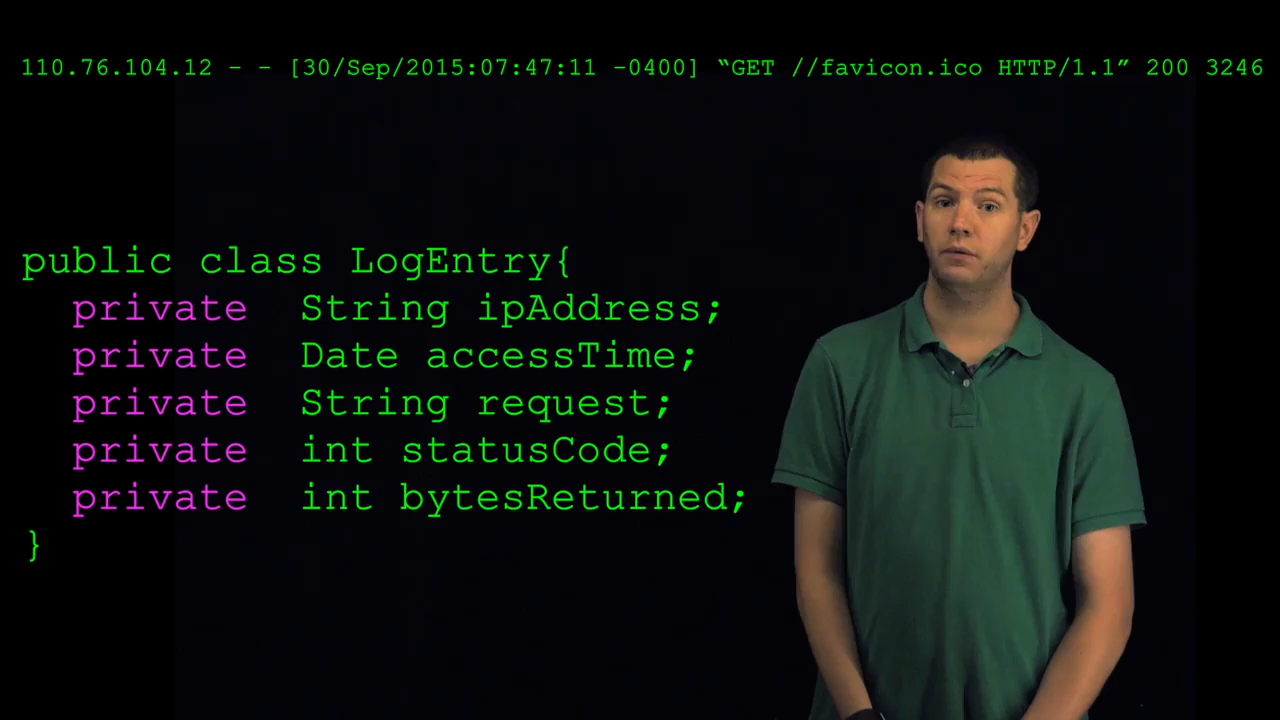 110.76.104.12 - - [30/Sep/2015:07:47:11 -0400] “GET //favicon.ico HTTP/1.1” 200 3246
public class LogEntry{
private String ipAddress;
private Date accessTime;
private String request;
private int statusCode;
private int bytesReturned;
}